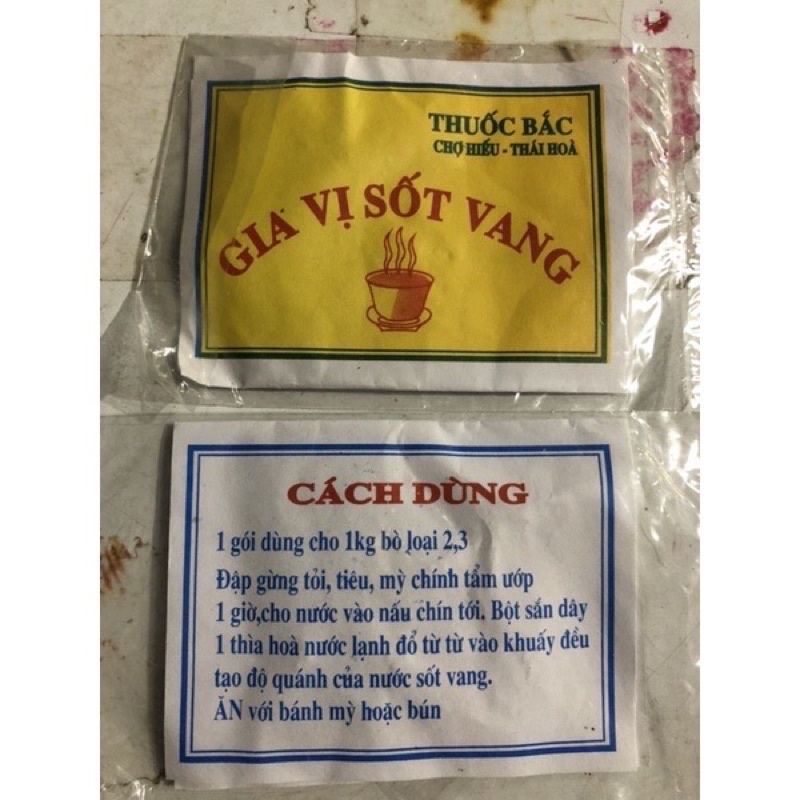 THUỐC BẮC
CHỢ HIẾU - THÁI HOÀ
GIA VỊ SỐT VANG
CÁCH DÙNG
1 gói dùng cho 1kg bò loại 2,3
Đập gừng tỏi, tiêu, mỳ chính tẩm ướp
1 giờ,cho nước vào nấu chín tới. Bột sắn dây
1 thìa hoà nước lạnh đổ từ từ vào khuấy đều
tạo độ quánh của nước sốt vang.
ĂN với bánh mỳ hoặc bún